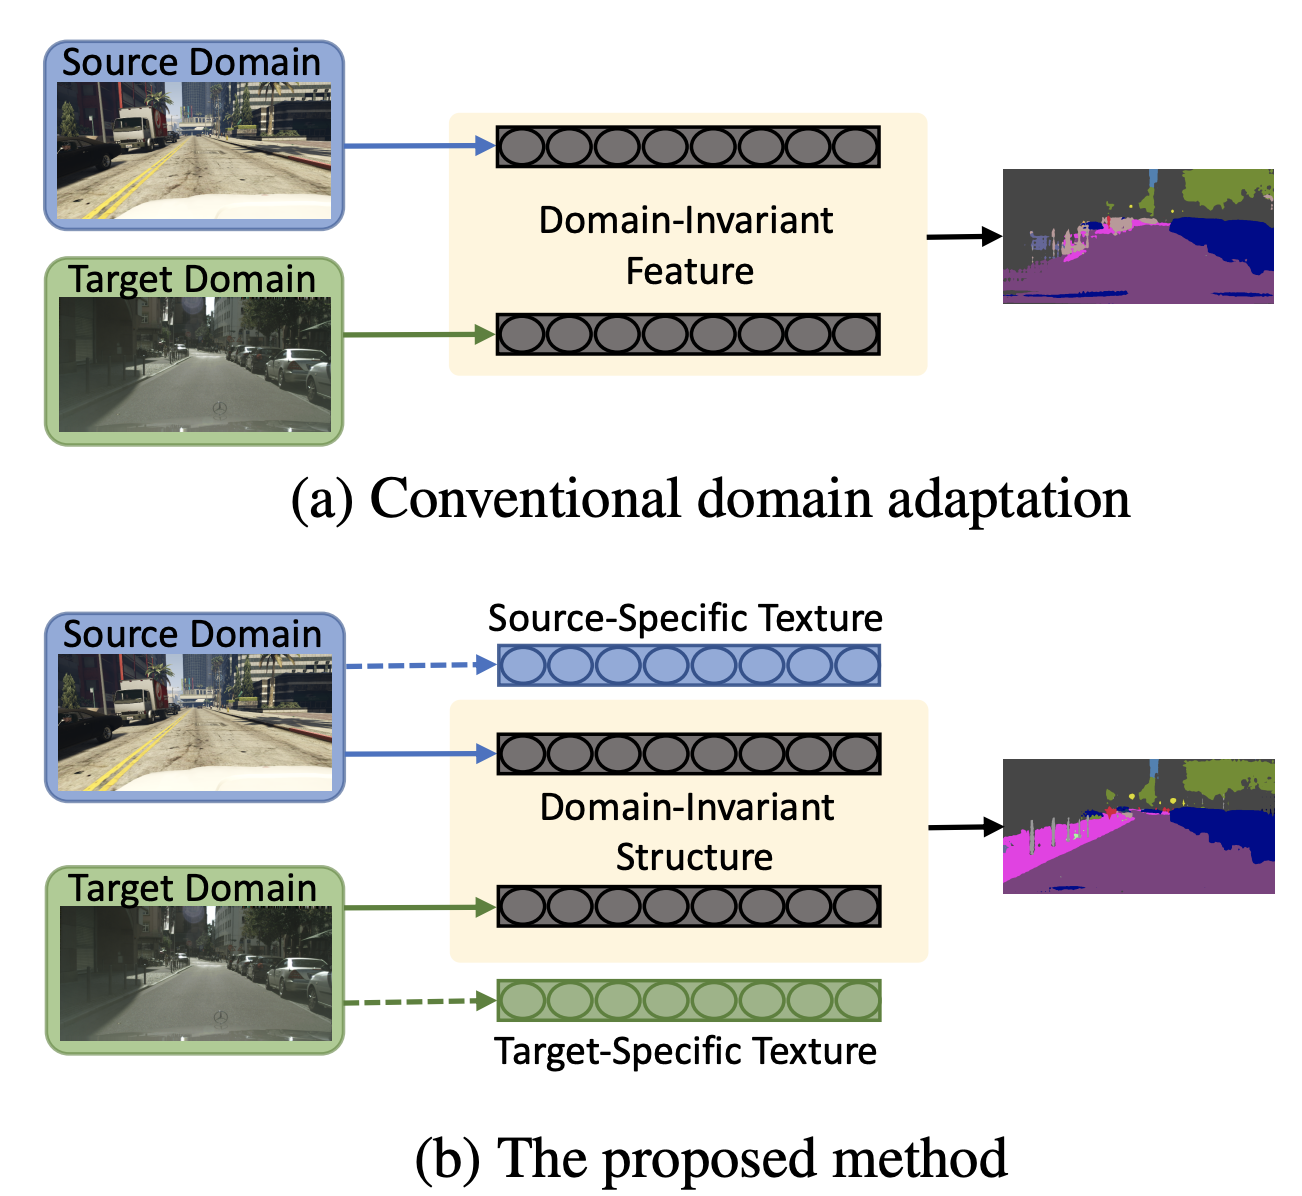 Source Domain
Target Domain
Domain-Invariant
Feature
(a) Conventional domain adaptation
Source Domain
Source-Specific Texture
Domain-Invariant
Structure
Target Domain
Target-Specific Texture
(b) The proposed method